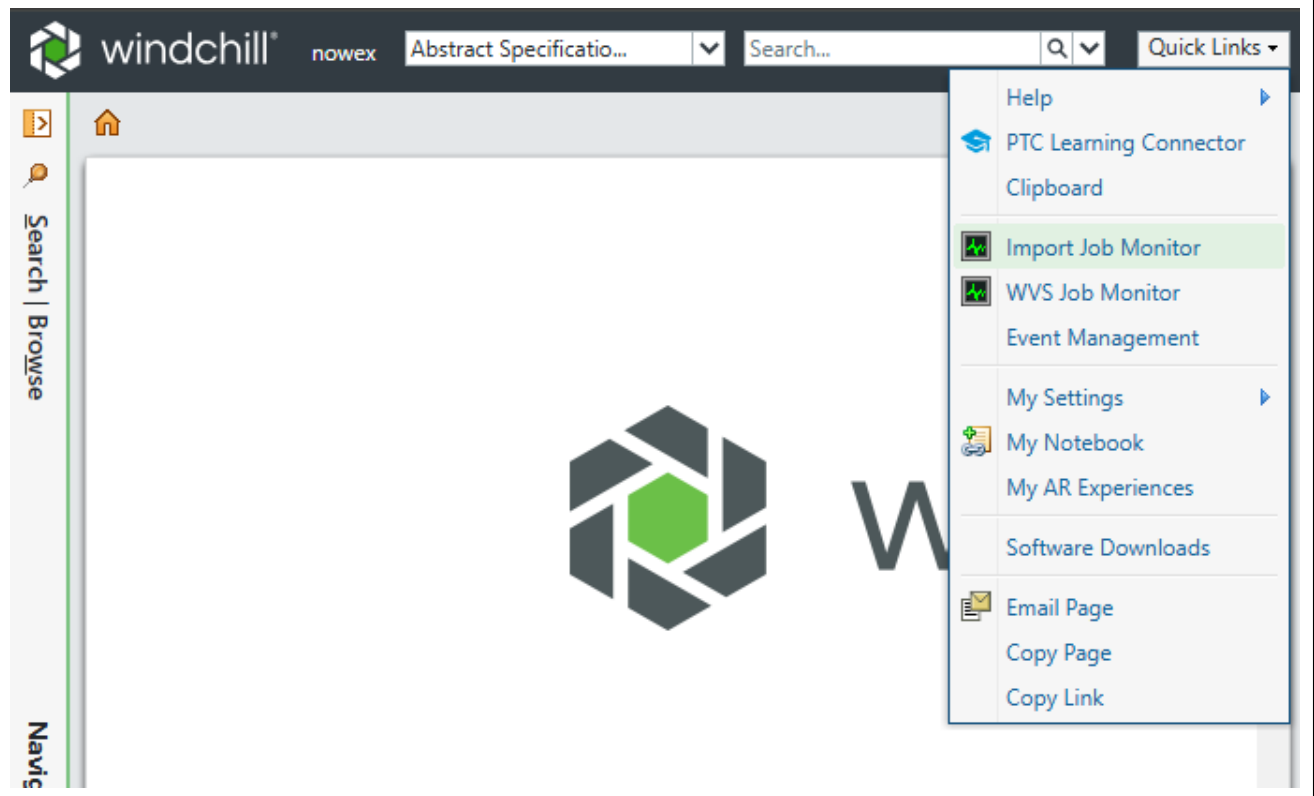 windchill® nowex Abstract Specificatio... Search... Quick Links
Help
PTC Learning Connector
Clipboard
Import Job Monitor
WVS Job Monitor
Event Management
My Settings
My Notebook
My AR Experiences
Software Downloads
Email Page
Copy Page
Copy Link
Search | Browse
Navig
w